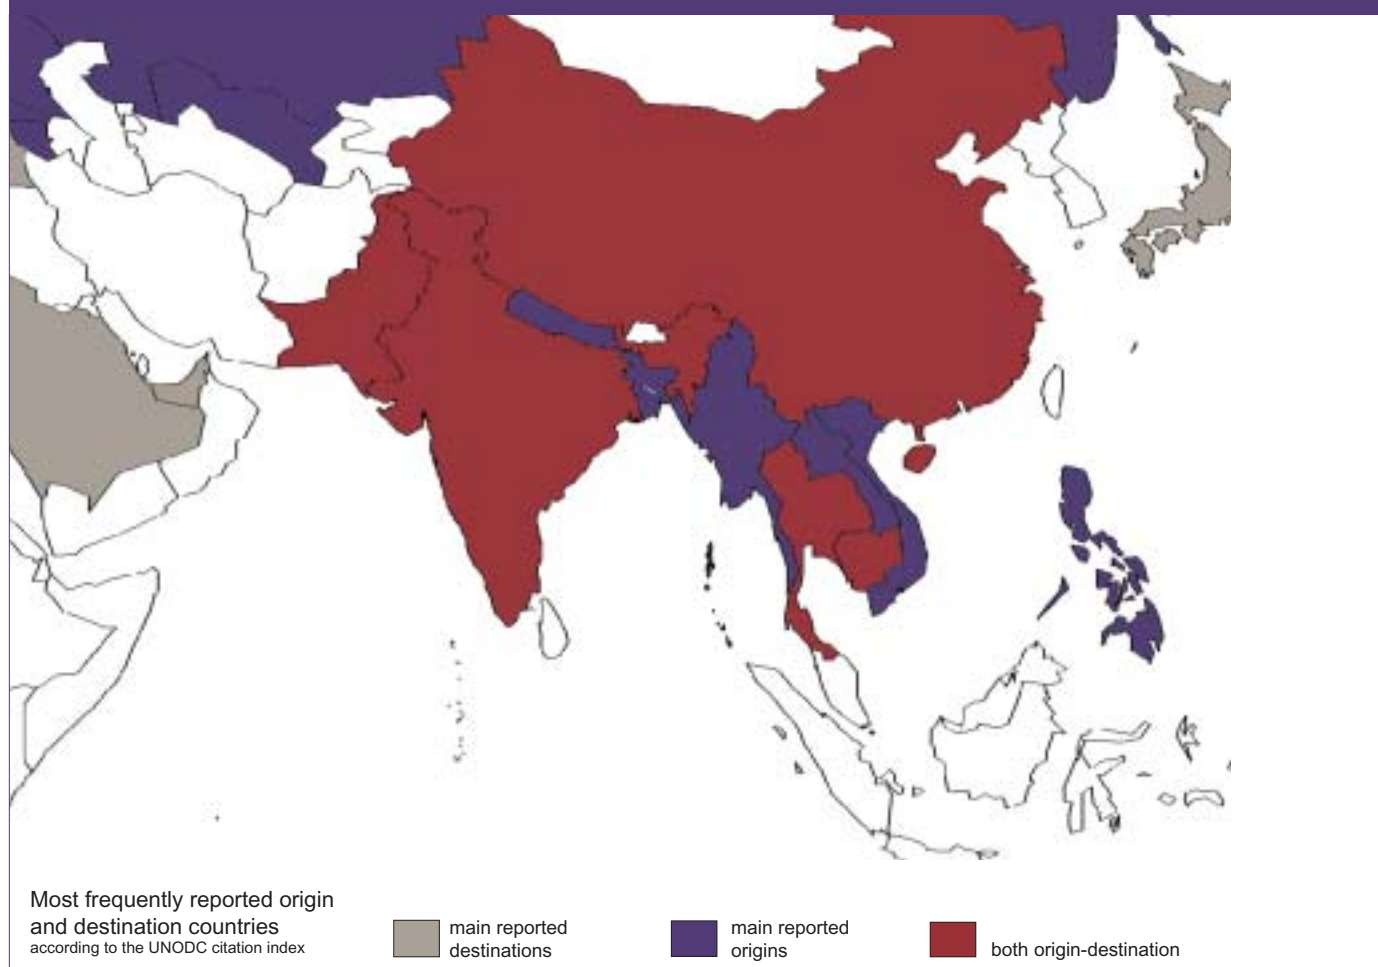 Most frequently reported origin
and destination countries
according to the UNODC citation index
main reported
destinations
main reported
origins
both origin-destination